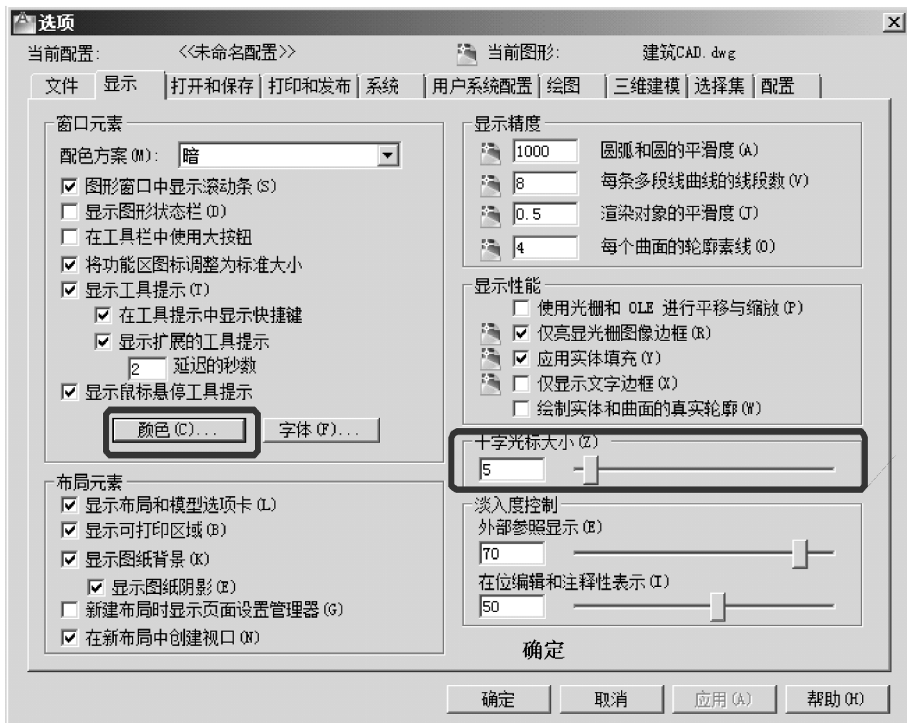 选项
当前配置: <<未命名配置>> 当前图形: 建筑CAD.dwg
文件 显示 打开和保存 打印和发布 系统 用户系统配置 绘图 三维建模 选择集 配置
窗口元素
配色方案(M): 暗
图形窗口中显示滚动条(S)
显示图形状态栏(D)
在工具栏中使用大按钮
将功能区图标调整为标准大小
显示工具提示(T)
在工具提示中显示快捷键
显示扩展的工具提示
2 延迟的秒数
显示鼠标悬停工具提示
颜色(C)... 字体(F)...
布局元素
显示布局和模型选项卡(L)
显示可打印区域(B)
显示图纸背景(K)
显示图纸阴影(E)
新建布局时显示页面设置管理器(G)
在新布局中创建视口(N)
显示精度
1000 圆弧和圆的平滑度(A)
8 每条多段线曲线的线段数(V)
0.5 渲染对象的平滑度(J)
4 每个曲面的轮廓素线(O)
显示性能
使用光栅和 OLE 进行平移与缩放(P)
仅亮显光栅图像边框(R)
应用实体填充(Y)
仅显示文字边框(X)
绘制实体和曲面的真实轮廓(W)
十字光标大小(Z)
5
淡入度控制
外部参照显示(E)
70
在位编辑和注释性表示(I)
50
确定
确定 取消 应用(A) 帮助(H)